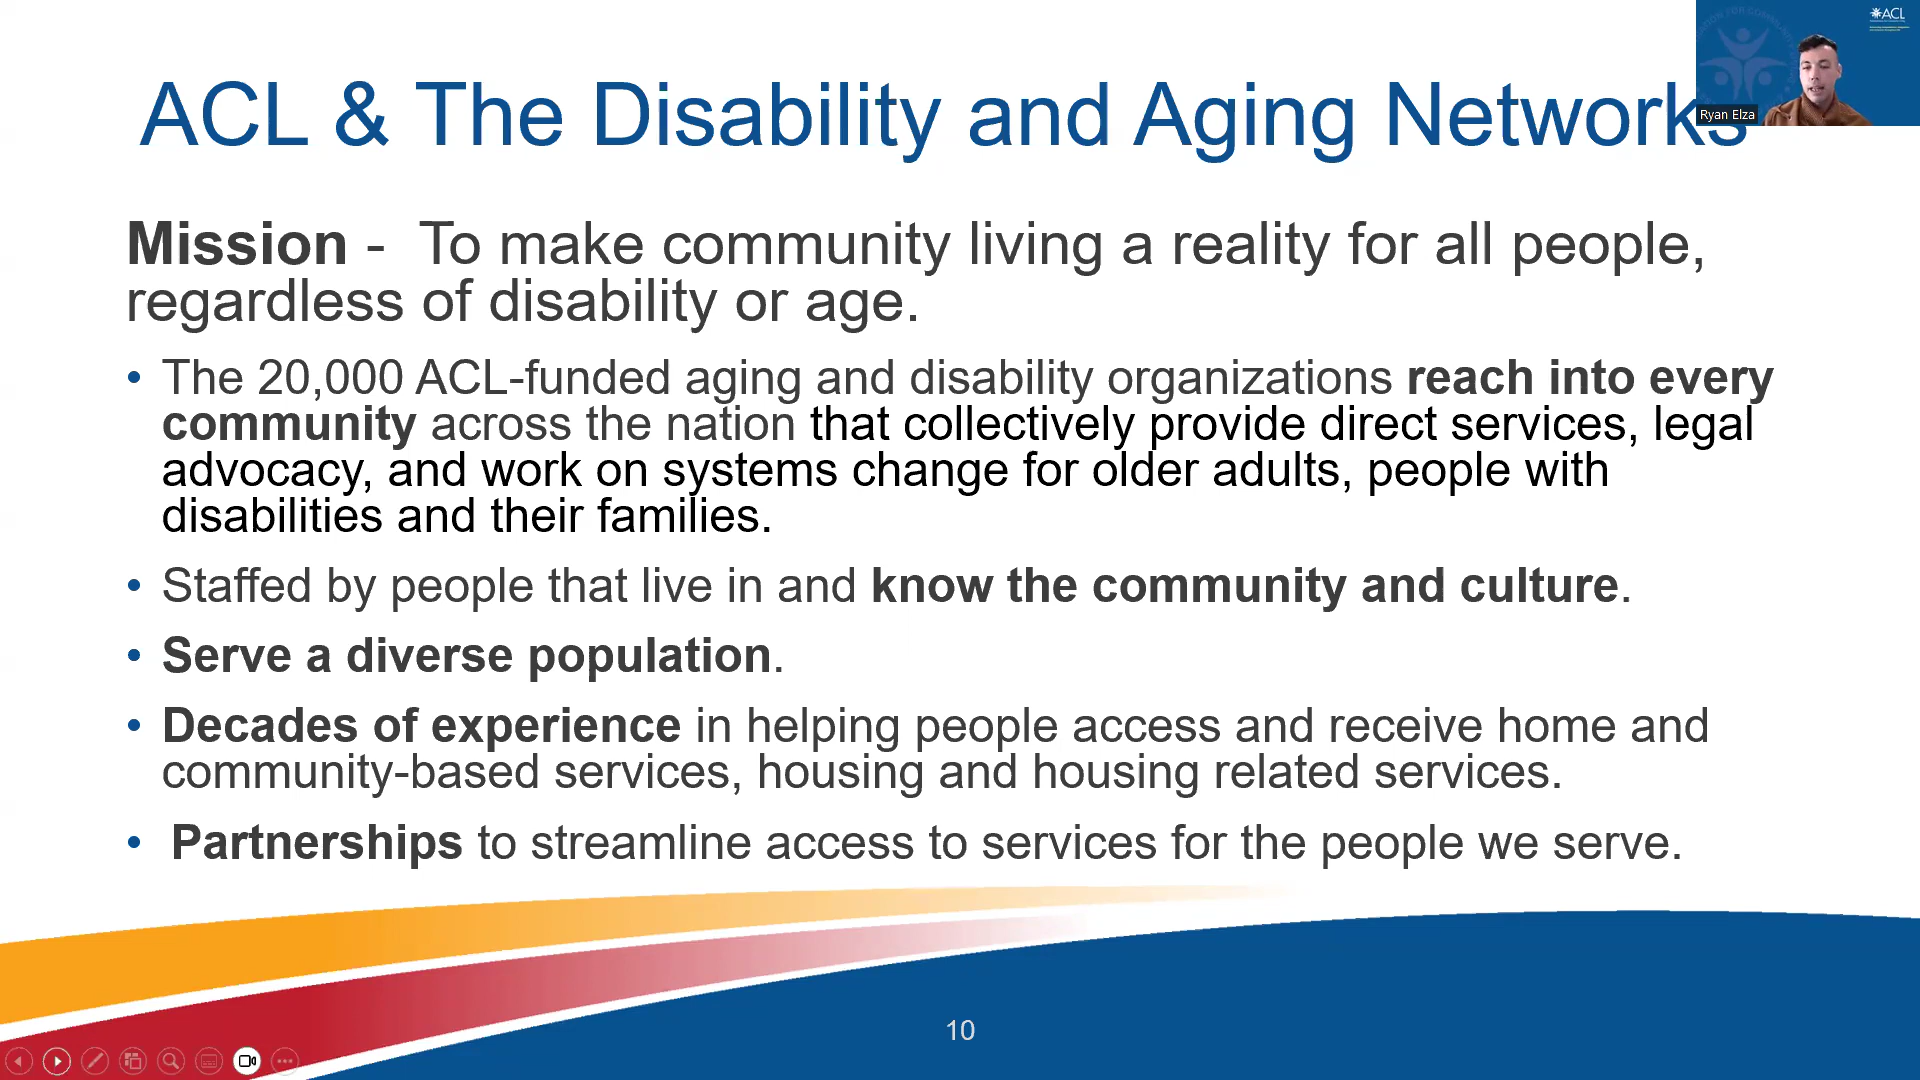 ACL & The Disability and Aging Networks
ACL
Ryan Elza
Mission - To make community living a reality for all people,
regardless of disability or age.
• The 20,000 ACL-funded aging and disability organizations reach into every
community across the nation that collectively provide direct services, legal
advocacy, and work on systems change for older adults, people with
disabilities and their families.
• Staffed by people that live in and know the community and culture.
• Serve a diverse population.
• Decades of experience in helping people access and receive home and
community-based services, housing and housing related services.
• Partnerships to streamline access to services for the people we serve.
10